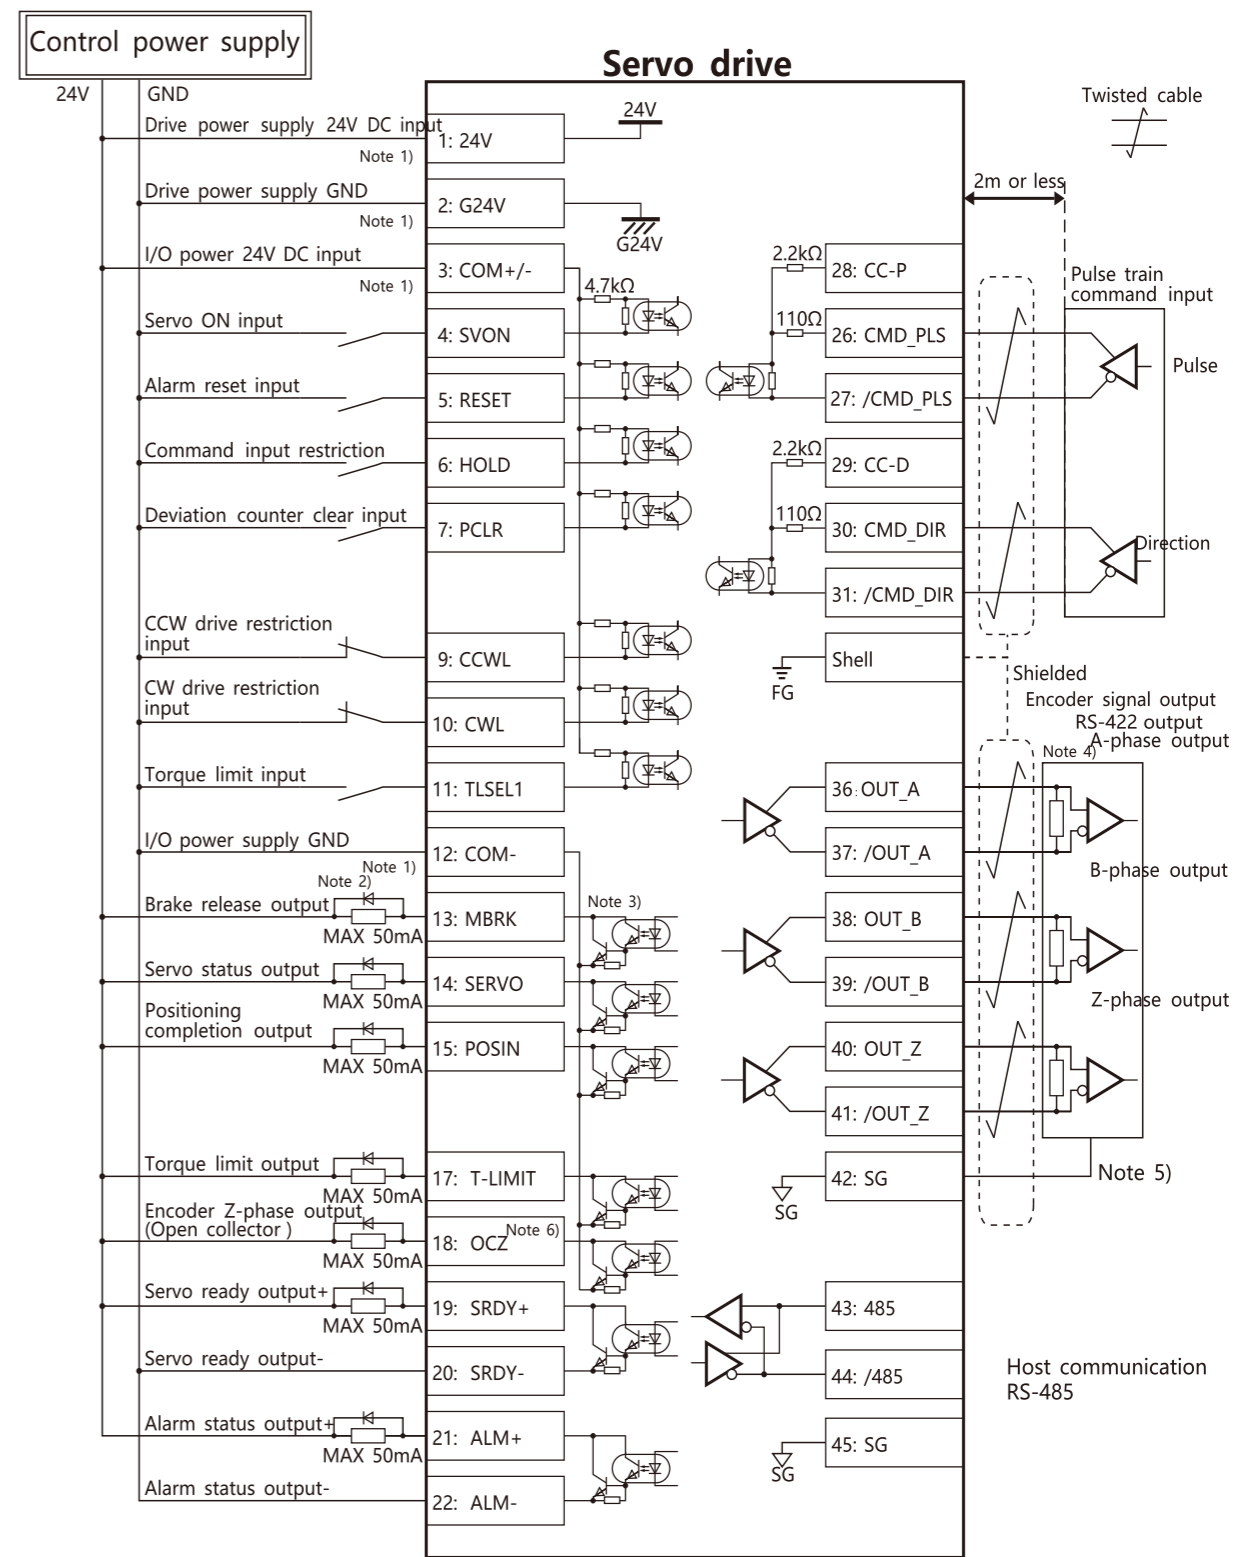 Control power supply
24V
GND
Servo drive
Drive power supply 24V DC input
Note 1)
1: 24V
24V
Drive power supply GND
Note 1)
2: G24V
G24V
I/O power 24V DC input
Note 1)
3: COM+/-
4.7kΩ
Servo ON input
4: SVON
Alarm reset input
5: RESET
Command input restriction
6: HOLD
Deviation counter clear input
7: PCLR
CCW drive restriction
input
9: CCWL
CW drive restriction
input
10: CWL
Torque limit input
11: TLSEL1
I/O power supply GND
Note 1)
12: COM-
Note 2)
Brake release output
MAX 50mA
13: MBRK
Note 3)
Servo status output
MAX 50mA
14: SERVO
Positioning
completion output
MAX 50mA
15: POSIN
Torque limit output
MAX 50mA
17: T-LIMIT
Encoder Z-phase output
(Open collector )
MAX 50mA
18: OCZ
Note 6)
Servo ready output+
MAX 50mA
19: SRDY+
Servo ready output-
20: SRDY-
Alarm status output+
MAX 50mA
21: ALM+
Alarm status output-
22: ALM-
Twisted cable
2m or less
2.2kΩ
28: CC-P
Pulse train
command input
110Ω
26: CMD_PLS
Pulse
27: /CMD_PLS
2.2kΩ
29: CC-D
110Ω
30: CMD_DIR
Direction
31: /CMD_DIR
Shell
FG
Shielded
Encoder signal output
RS-422 output
A-phase output
Note 4)
36: OUT_A
37: /OUT_A
B-phase output
38: OUT_B
39: /OUT_B
Z-phase output
40: OUT_Z
41: /OUT_Z
42: SG
SG
Note 5)
43: 485
44: /485
Host communication
RS-485
45: SG
SG